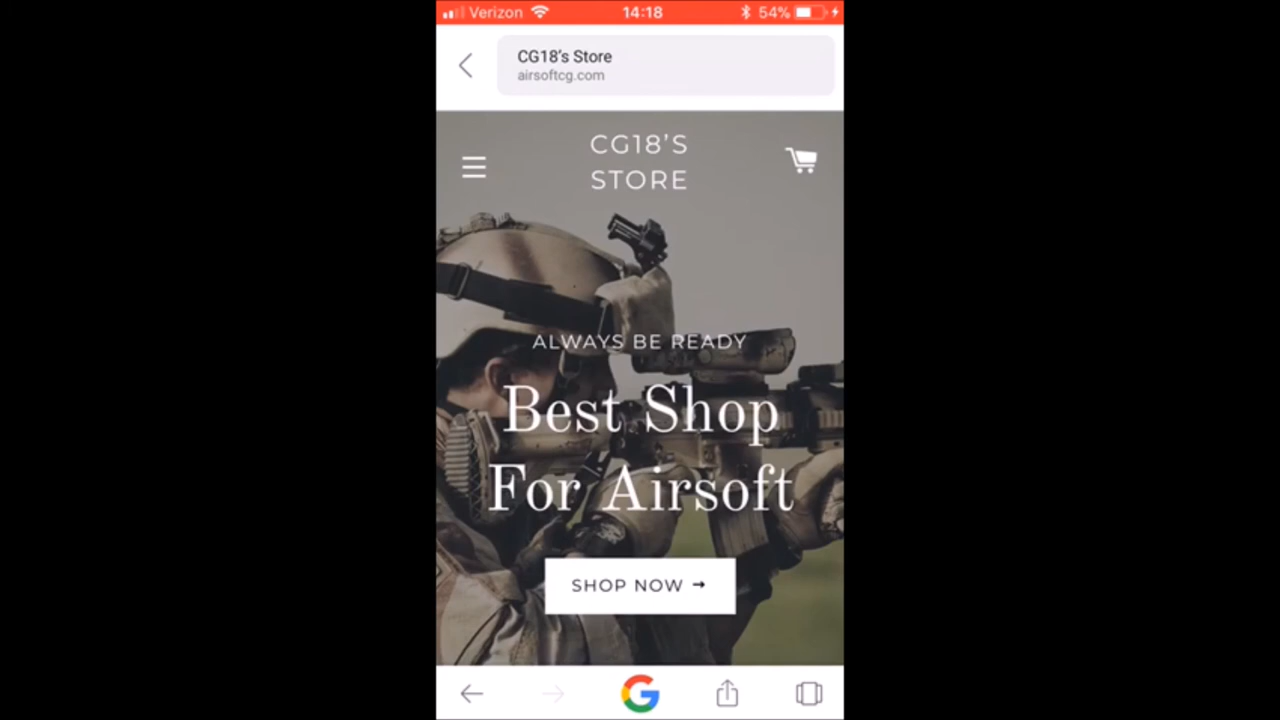 Verizon 14:18 54%
CG18's Store
airsoftcg.com
CG18'S
STORE
ALWAYS BE READY
Best Shop
For Airsoft
SHOP NOW →